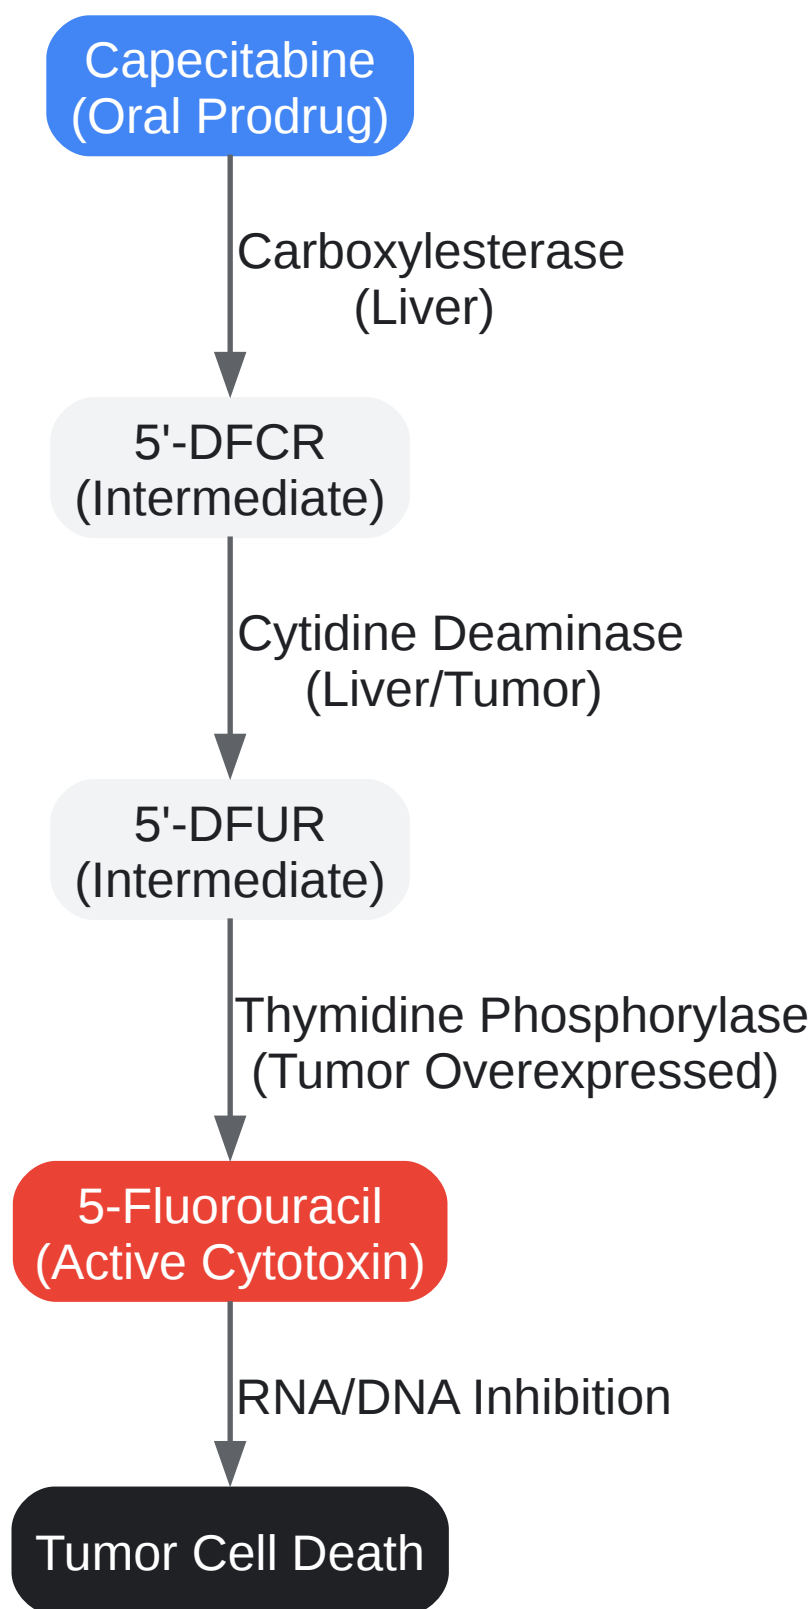 Capecitabine
(Oral Prodrug)
Carboxylesterase
(Liver)
5'-DFCR
(Intermediate)
Cytidine Deaminase
(Liver/Tumor)
5'-DFUR
(Intermediate)
Thymidine Phosphorylase
(Tumor Overexpressed)
5-Fluorouracil
(Active Cytotoxin)
RNA/DNA Inhibition
Tumor Cell Death